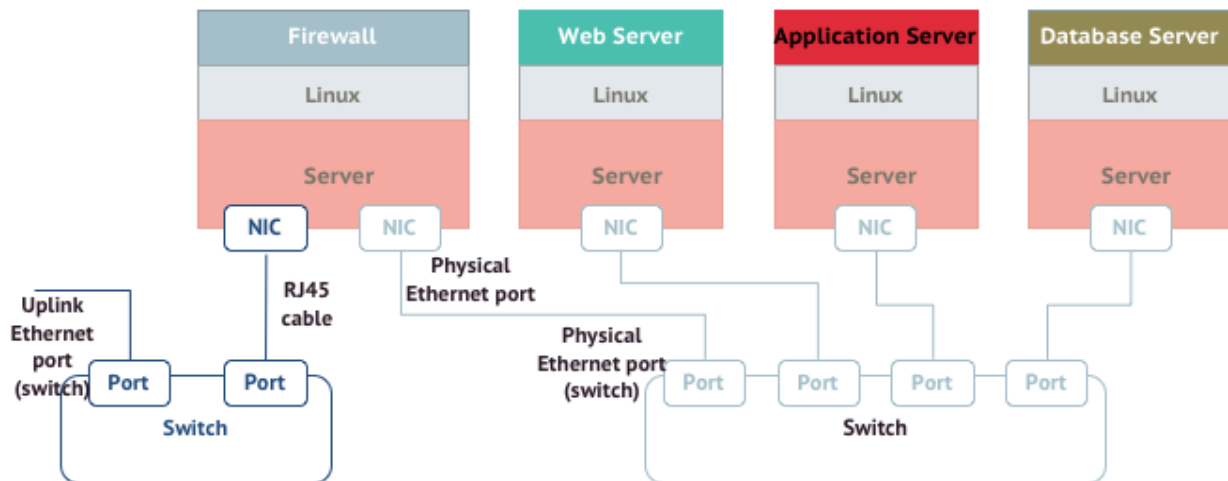 Firewall
Web Server
Application Server
Database Server
Linux
Linux
Linux
Linux
Server
Server
Server
Server
NIC
NIC
NIC
NIC
NIC
Physical
Ethernet port
RJ45
cable
Uplink
Ethernet
port
(switch)
Physical
Ethernet port
(switch)
Port
Port
Port
Port
Port
Port
Switch
Switch